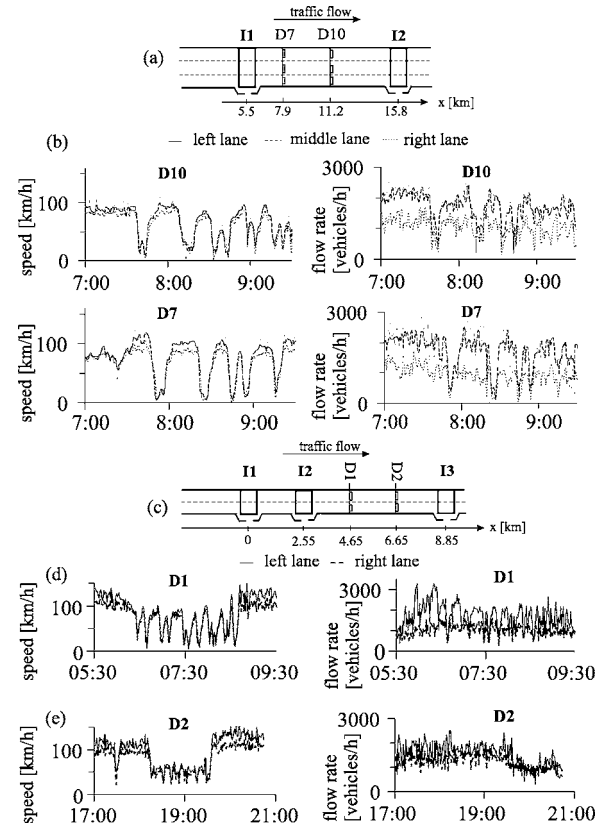 traffic flow
I1 D7 D10 I2
(a)
x [km]
5.5 7.9 11.2 15.8
(b)
left lane middle lane right lane
D10
speed [km/h]
100
0
7:00 8:00 9:00
D10
flow rate
[vehicles/h]
3000
0
7:00 8:00 9:00
D7
speed [km/h]
100
0
7:00 8:00 9:00
D7
flow rate
[vehicles/h]
3000
0
7:00 8:00 9:00
traffic flow
I1 I2 D1 D2 I3
(c)
x [km]
0 2.55 4.65 6.65 8.85
left lane right lane
(d)
D1
speed [km/h]
100
0
05:30 07:30 09:30
D1
flow rate
[vehicles/h]
3000
0
05:30 07:30 09:30
(e)
D2
speed [km/h]
100
0
17:00 19:00 21:00
D2
flow rate
[vehicles/h]
3000
0
17:00 19:00 21:00